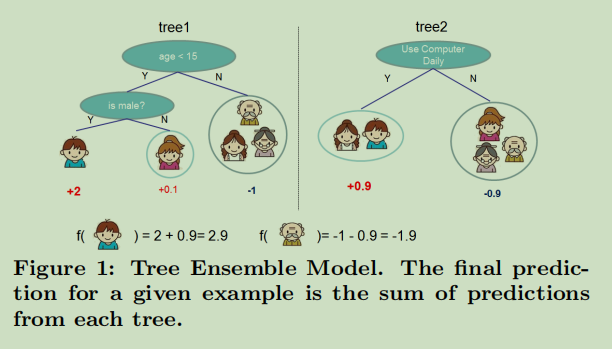 tree1
tree2
age < 15
Use Computer
Daily
Y
N
Y
N
is male?
Y
N
+2
+0.1
-1
+0.9
-0.9
f( ) = 2 + 0.9= 2.9
f( )= -1 - 0.9 = -1.9
Figure 1: Tree Ensemble Model. The final predic-
tion for a given example is the sum of predictions
from each tree.